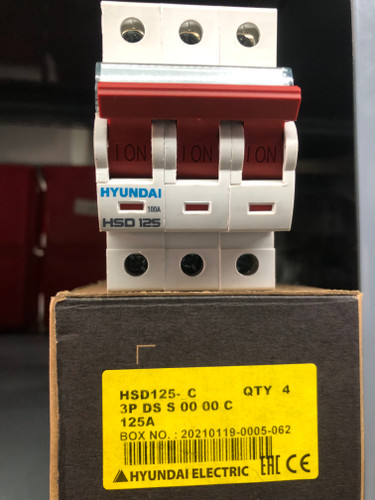 I ON I ON I ON
HYUNDAI
100A
HSD 125
HSD125- C QTY 4
3P DS S 00 00 C
125A
BOX NO. : 20210119-0005-062
HYUNDAI ELECTRIC EAC CE